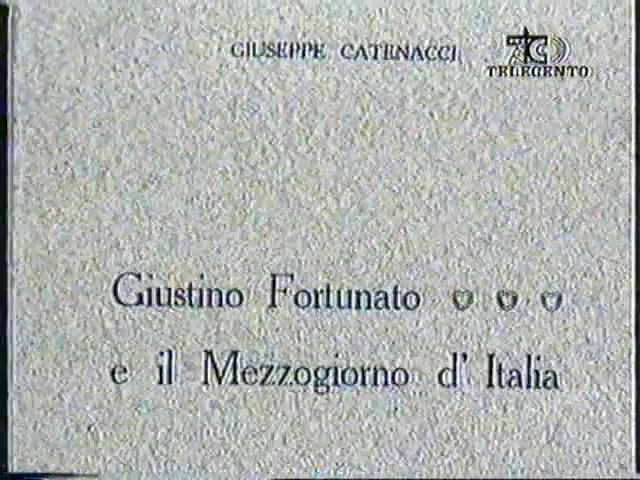 GIUSEPPE CATENACCI
TELECENTO
Giustino Fortunato
e il Mezzogiorno d' Italia